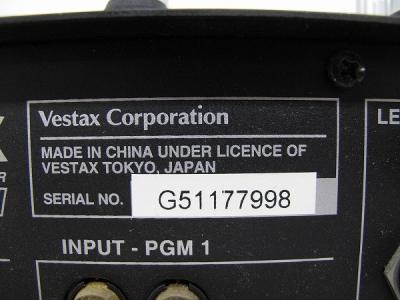 Vestax Corporation
MADE IN CHINA UNDER LICENCE OF
VESTAX TOKYO, JAPAN
SERIAL NO. G51177998
INPUT - PGM 1